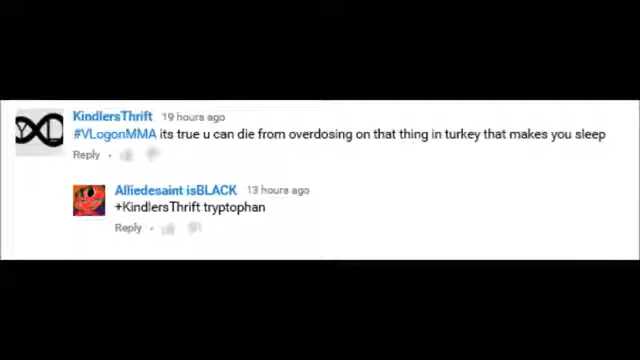 KindlersThrift 19 hours ago
#VLogonMMA its true u can die from overdosing on that thing in turkey that makes you sleep
Reply
Alliedesaint isBLACK 13 hours ago
+KindlersThrift tryptophan
Reply